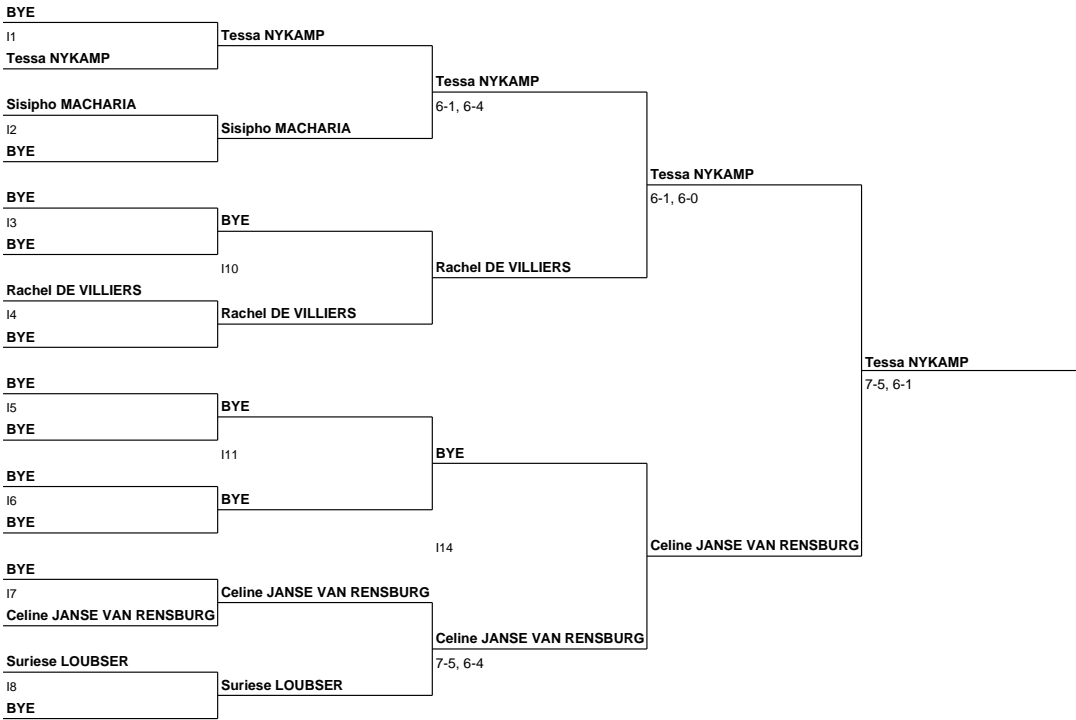 BYE
I1
Tessa NYKAMP
Sisipho MACHARIA
I2
BYE
BYE
I3
BYE
Rachel DE VILLIERS
I4
BYE
BYE
I5
BYE
BYE
I6
BYE
BYE
I7
Celine JANSE VAN RENSBURG
Suriese LOUBSER
I8
BYE
Tessa NYKAMP
Sisipho MACHARIA
BYE
I10
Rachel DE VILLIERS
BYE
I11
BYE
Celine JANSE VAN RENSBURG
Suriese LOUBSER
Tessa NYKAMP
6-1, 6-4
Rachel DE VILLIERS
BYE
I14
Celine JANSE VAN RENSBURG
7-5, 6-4
Tessa NYKAMP
6-1, 6-0
Celine JANSE VAN RENSBURG
Tessa NYKAMP
7-5, 6-1